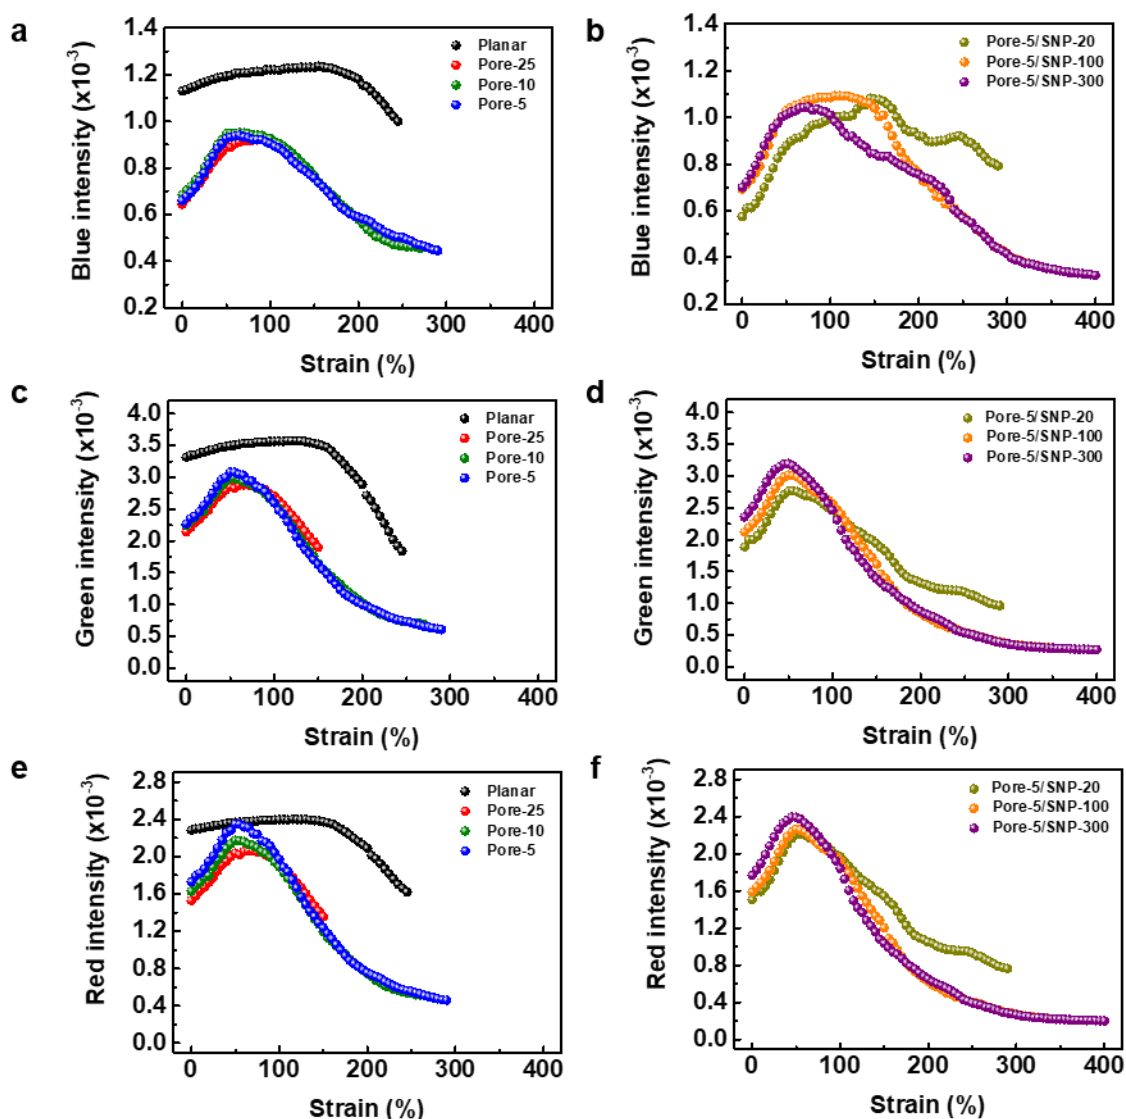 a
Blue intensity (x10⁻³)
1.4
1.2
1.0
0.8
0.6
0.4
0.2
Planar
Pore-25
Pore-10
Pore-5
0 100 200 300 400
Strain (%)
b
Blue intensity (x10⁻³)
1.4
1.2
1.0
0.8
0.6
0.4
0.2
Pore-5/SNP-20
Pore-5/SNP-100
Pore-5/SNP-300
0 100 200 300 400
Strain (%)
c
Green intensity (x10⁻³)
4.0
3.5
3.0
2.5
2.0
1.5
1.0
0.5
0.0
Planar
Pore-25
Pore-10
Pore-5
0 100 200 300 400
Strain (%)
d
Green intensity (x10⁻³)
4.0
3.5
3.0
2.5
2.0
1.5
1.0
0.5
0.0
Pore-5/SNP-20
Pore-5/SNP-100
Pore-5/SNP-300
0 100 200 300 400
Strain (%)
e
Red intensity (x10⁻³)
2.8
2.4
2.0
1.6
1.2
0.8
0.4
0.0
Planar
Pore-25
Pore-10
Pore-5
0 100 200 300 400
Strain (%)
f
Red intensity (x10⁻³)
2.8
2.4
2.0
1.6
1.2
0.8
0.4
0.0
Pore-5/SNP-20
Pore-5/SNP-100
Pore-5/SNP-300
0 100 200 300 400
Strain (%)